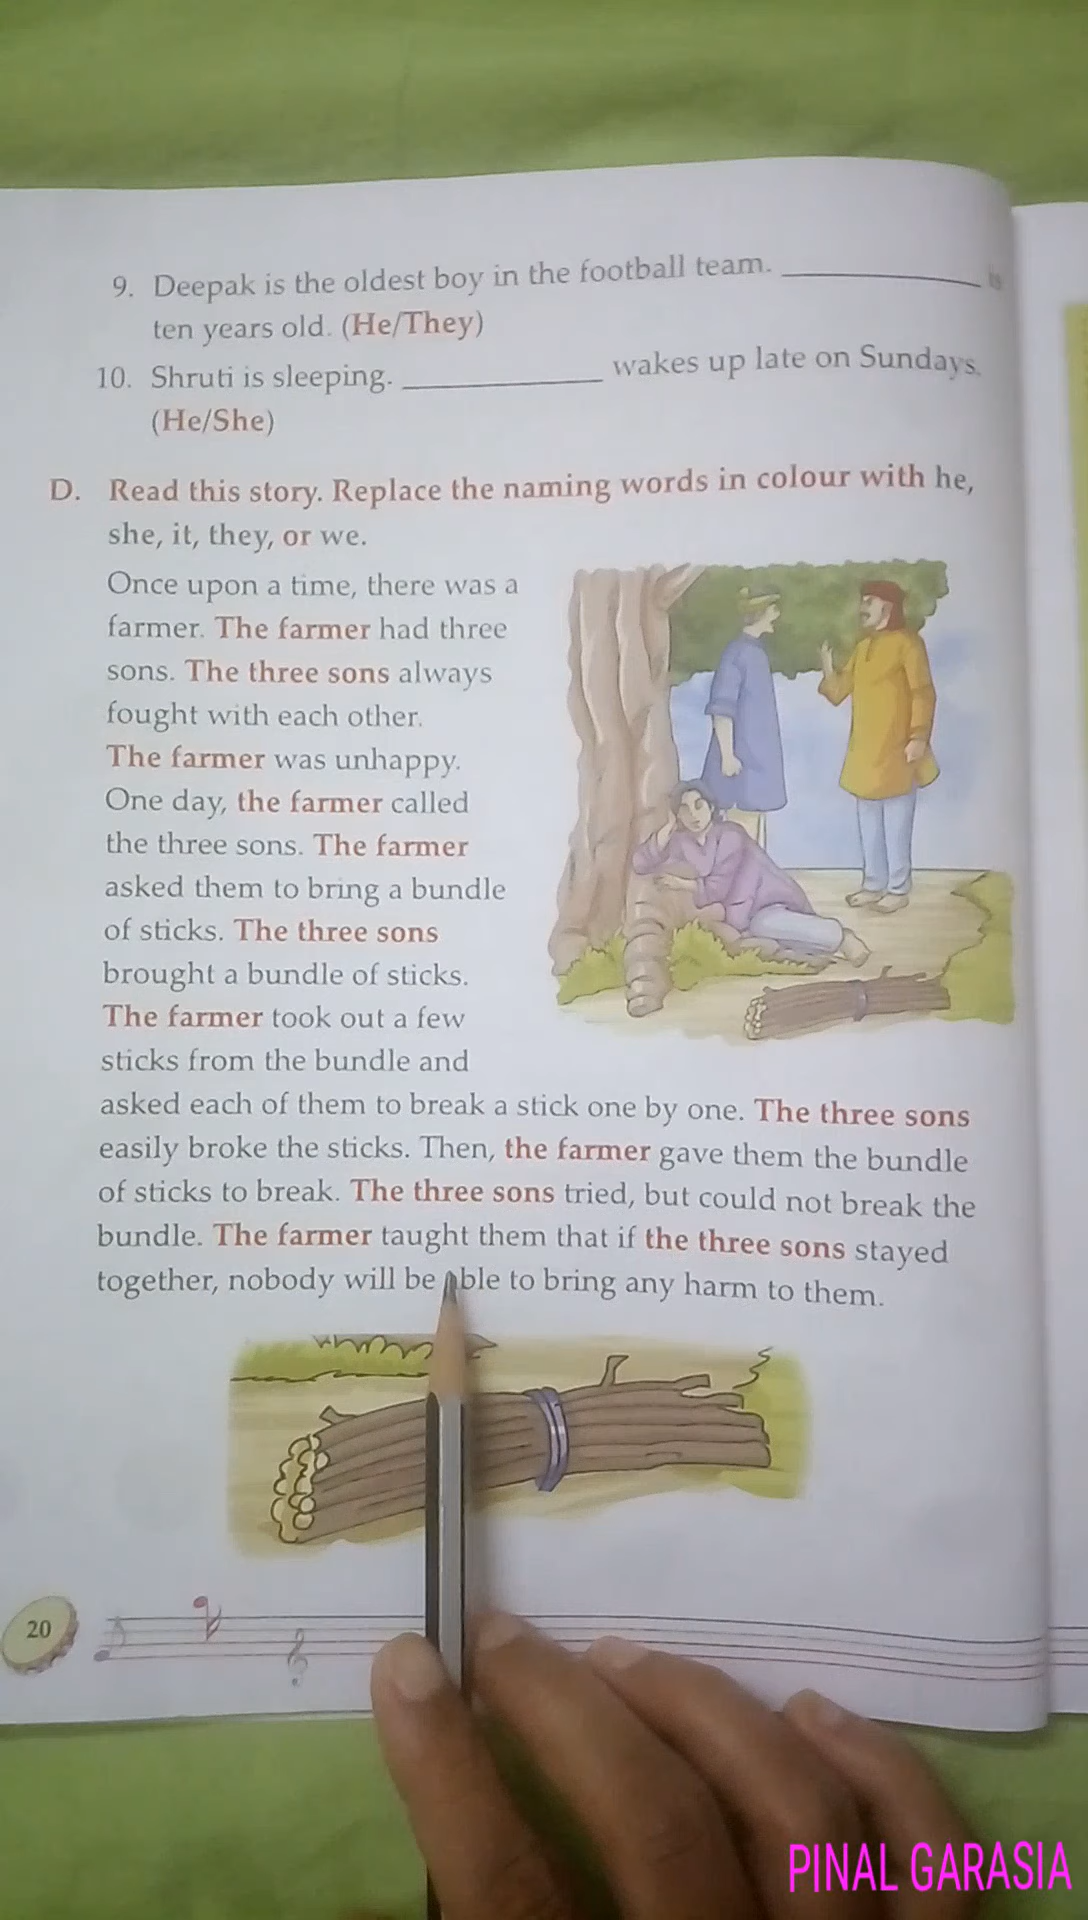 9. Deepak is the oldest boy in the football team. ____________ is
ten years old. (He/They)
10. Shruti is sleeping. ____________ wakes up late on Sundays.
(He/She)
D. Read this story. Replace the naming words in colour with he,
she, it, they, or we.
Once upon a time, there was a
farmer. The farmer had three
sons. The three sons always
fought with each other.
The farmer was unhappy.
One day, the farmer called
the three sons. The farmer
asked them to bring a bundle
of sticks. The three sons
brought a bundle of sticks.
The farmer took out a few
sticks from the bundle and
asked each of them to break a stick one by one. The three sons
easily broke the sticks. Then, the farmer gave them the bundle
of sticks to break. The three sons tried, but could not break the
bundle. The farmer taught them that if the three sons stayed
together, nobody will be able to bring any harm to them.
20
PINAL GARASIA